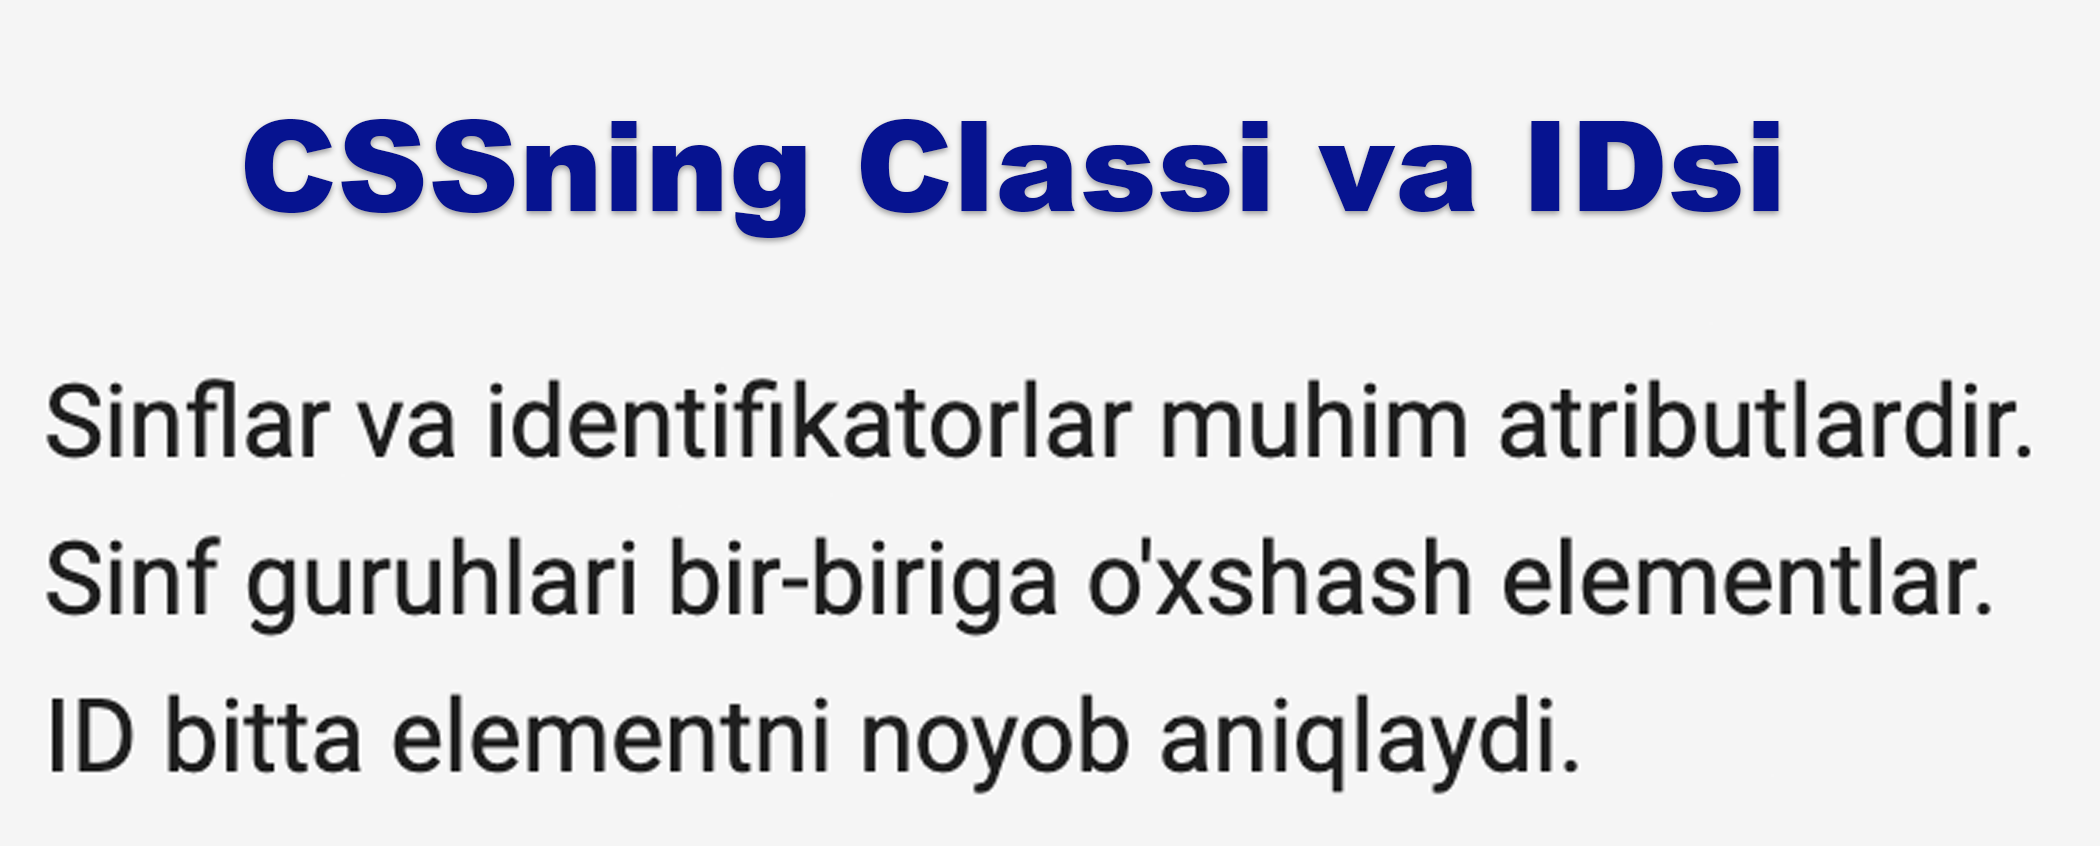 CSSning Classi va IDsi
Sinflar va identifikatorlar muhim atributlardir.
Sinf guruhlari bir-biriga o'xshash elementlar.
ID bitta elementni noyob aniqlaydi.